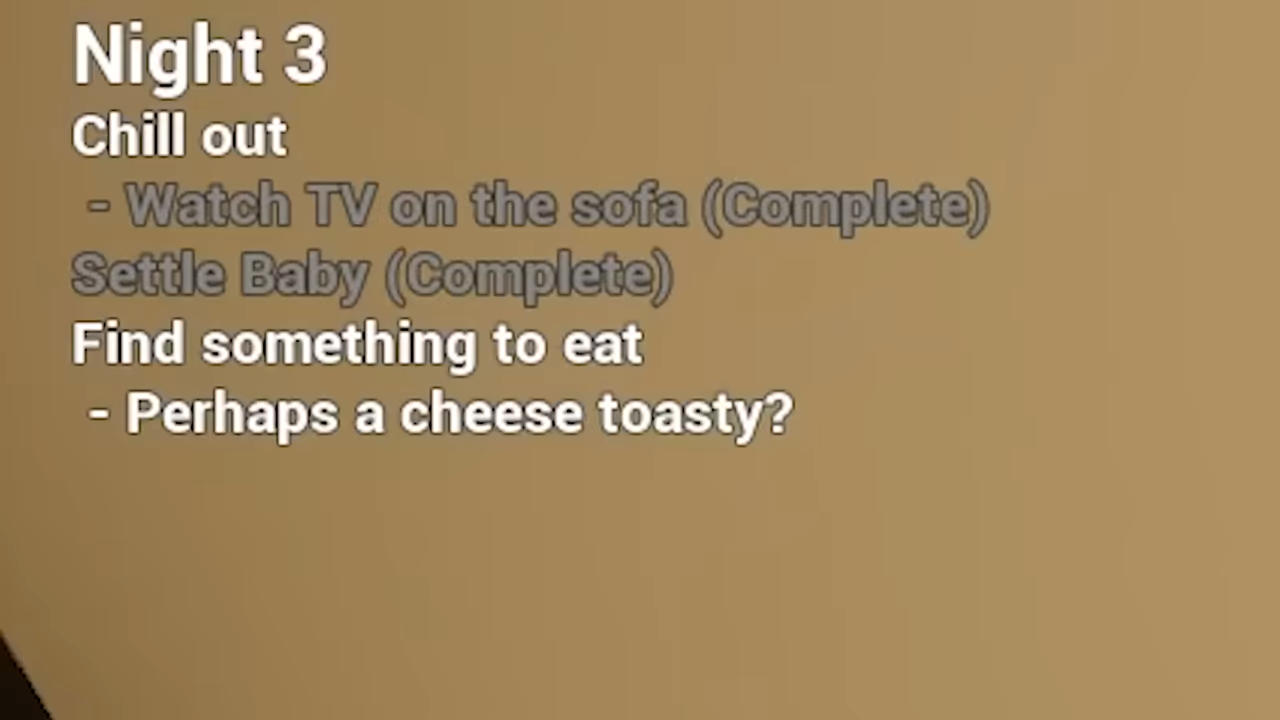 Night 3
Chill out
- Watch TV on the sofa (Complete)
Settle Baby (Complete)
Find something to eat
- Perhaps a cheese toasty?